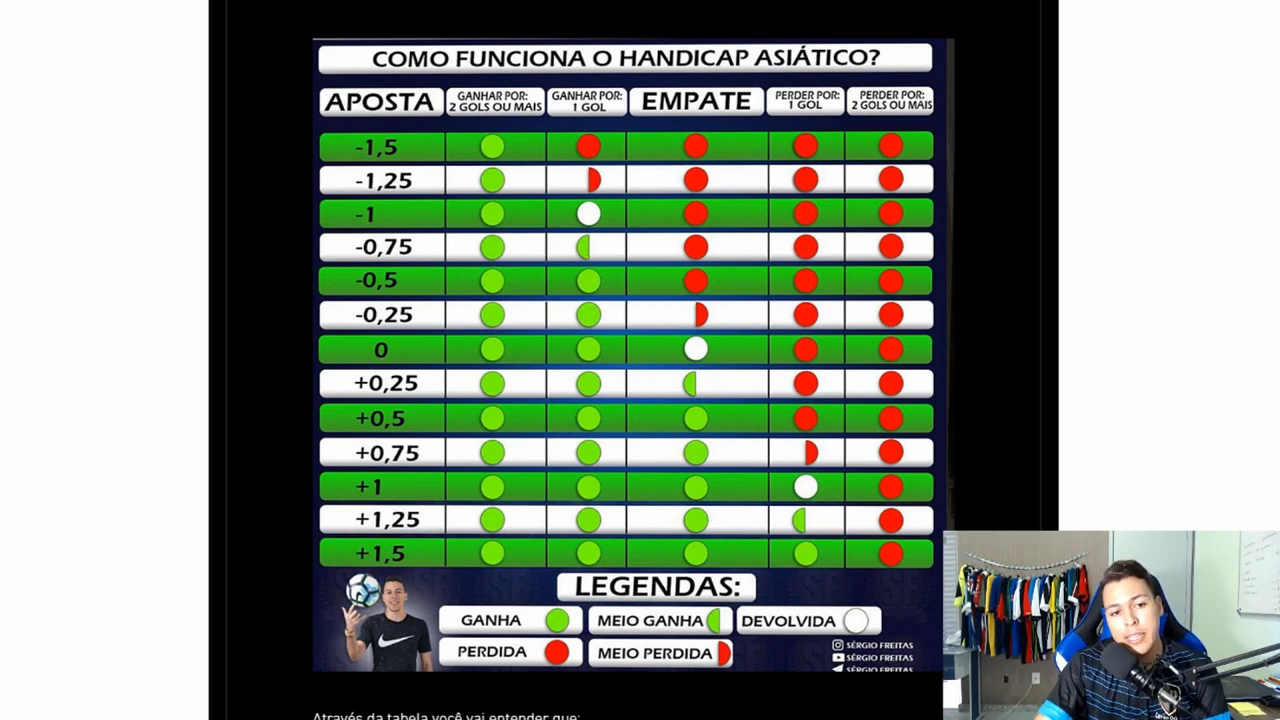 COMO FUNCIONA O HANDICAP ASIÁTICO?
APOSTA
GANHAR POR:
2 GOLS OU MAIS
GANHAR POR:
1 GOL
EMPATE
PERDER POR:
1 GOL
PERDER POR:
2 GOLS OU MAIS
-1,5
-1,25
-1
-0,75
-0,5
-0,25
0
+0,25
+0,5
+0,75
+1
+1,25
+1,5
LEGENDAS:
GANHA
MEIO GANHA
DEVOLVIDA
PERDIDA
MEIO PERDIDA
SÉRGIO FREITAS
SÉRGIO FREITAS
SÉRGIO FREITAS
Através da tabela você vai entender que: